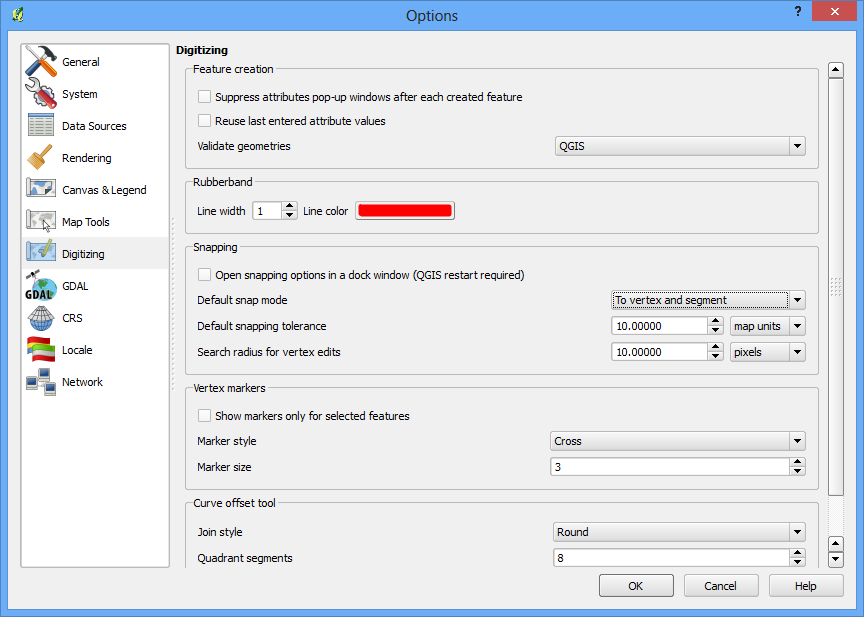 Options
?
General
System
Data Sources
Rendering
Canvas & Legend
Map Tools
Digitizing
GDAL
GDAL
CRS
Locale
Network
Digitizing
Feature creation
Suppress attributes pop-up windows after each created feature
Reuse last entered attribute values
Validate geometries QGIS
Rubberband
Line width 1 Line color
Snapping
Open snapping options in a dock window (QGIS restart required)
Default snap mode To vertex and segment
Default snapping tolerance 10.00000 map units
Search radius for vertex edits 10.00000 pixels
Vertex markers
Show markers only for selected features
Marker style Cross
Marker size 3
Curve offset tool
Join style Round
Quadrant segments 8
OK Cancel Help